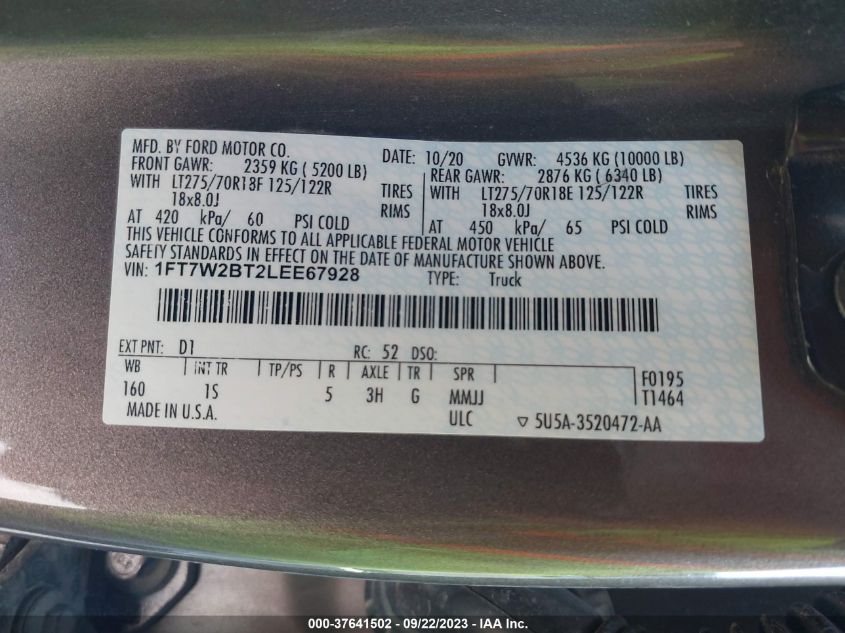 MFD. BY FORD MOTOR CO. DATE: 10/20 GVWR: 4536 KG (10000 LB)
FRONT GAWR: 2359 KG ( 5200 LB) REAR GAWR: 2876 KG ( 6340 LB)
WITH LT275/70R18F 125/122R TIRES WITH LT275/70R18E 125/122R TIRES
18x8.0J RIMS 18x8.0J RIMS
AT 420 kPa/ 60 PSI COLD AT 450 kPa/ 65 PSI COLD
THIS VEHICLE CONFORMS TO ALL APPLICABLE FEDERAL MOTOR VEHICLE
SAFETY STANDARDS IN EFFECT ON THE DATE OF MANUFACTURE SHOWN ABOVE.
VIN: 1FT7W2BT2LEE67928 TYPE: Truck
EXT PNT: D1 RC: 52 DSO:
WB INT TR TP/PS R AXLE TR SPR F0195
160 1S 5 3H G MMJJ T1464
MADE IN U.S.A. ULC ▽ 5U5A-3520472-AA
000-37641502 - 09/22/2023 - IAAI.com